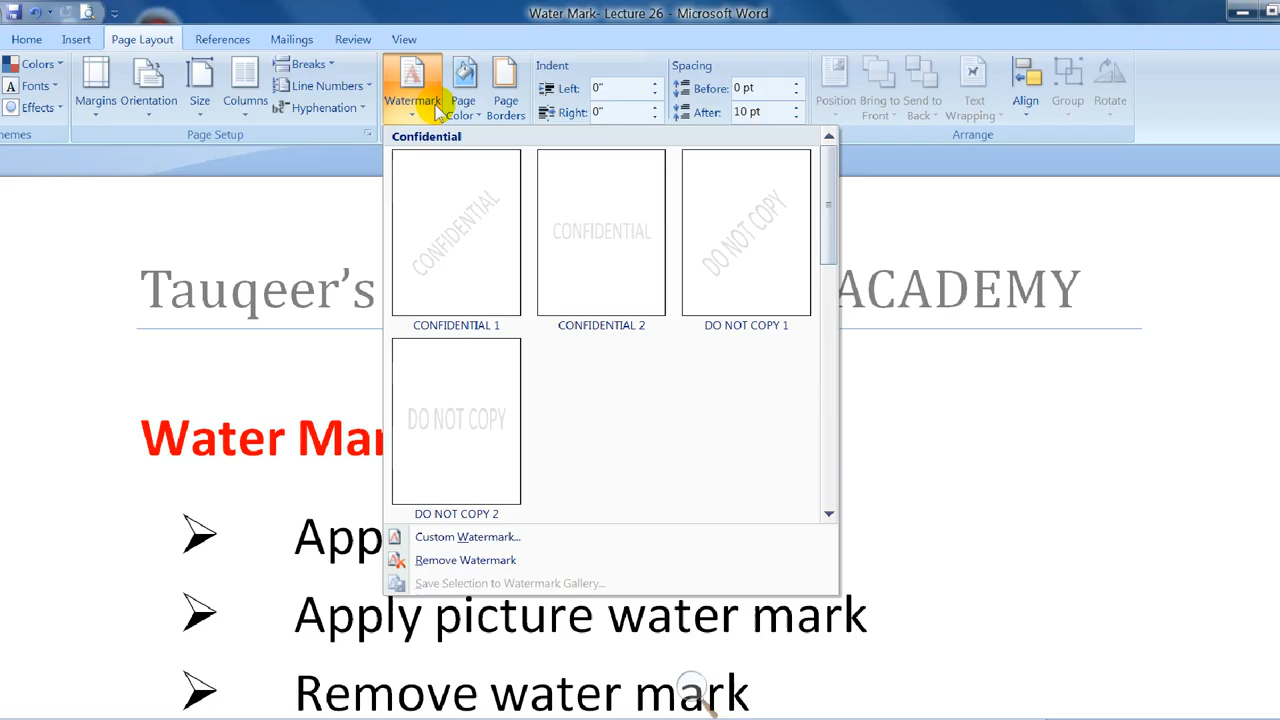 Water Mark- Lecture 26 - Microsoft Word
Home Insert Page Layout References Mailings Review View
Colors
Fonts
Effects
Margins
Orientation
Size
Columns
Breaks
Line Numbers
Hyphenation
Watermark
Page Color
Page Borders
Indent
Left: 0"
Right: 0"
Spacing
Before: 0 pt
After: 10 pt
Position
Bring to Front
Send to Back
Text Wrapping
Align
Group
Rotate
hemes
Page Setup
Arrange
Confidential
CONFIDENTIAL
CONFIDENTIAL
DO NOT COPY
CONFIDENTIAL 1
CONFIDENTIAL 2
DO NOT COPY 1
DO NOT COPY
DO NOT COPY 2
Custom Watermark...
Remove Watermark
Save Selection to Watermark Gallery...
Tauqeer's ACADEMY
Water Mar
App
Apply picture water mark
Remove water mark